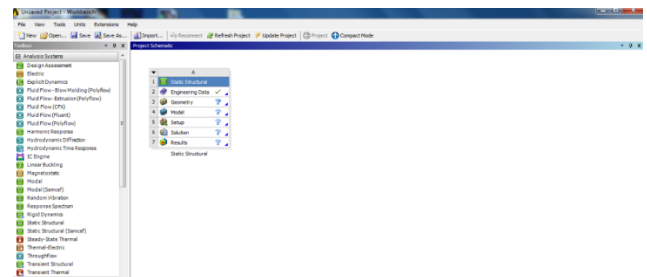 Unsaved Project - Workbench
File View Tools Units Extensions Help
New Open... Save Save As... Import... Reconnect Refresh Project Update Project Project Compact Mode
Toolbox
Project Schematic
Analysis Systems
Design Assessment
Electric
Explicit Dynamics
Fluid Flow - Blow Molding (Polyflow)
Fluid Flow - Extrusion (Polyflow)
Fluid Flow (CFX)
Fluid Flow (Fluent)
Fluid Flow (Polyflow)
Harmonic Response
Hydrodynamic Diffraction
Hydrodynamic Time Response
IC Engine
Linear Buckling
Magnetostatic
Modal
Modal (Samcef)
Random Vibration
Response Spectrum
Rigid Dynamics
Static Structural
Static Structural (Samcef)
Steady-State Thermal
Thermal-Electric
Throughflow
Transient Structural
Transient Thermal
A
1 Static Structural
2 Engineering Data
3 Geometry ?
4 Model ?
5 Setup ?
6 Solution ?
7 Results ?
Static Structural